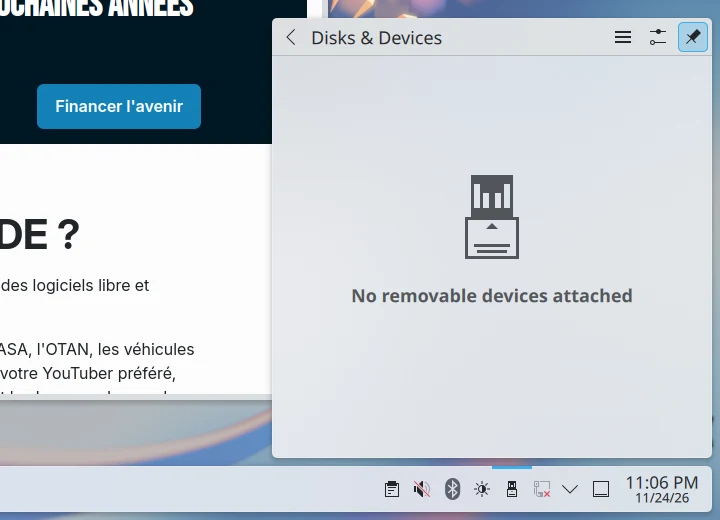 OCHAINES ANNÉES
Financer l'avenir
DE ?
des logiciels libre et
ASA, l'OTAN, les véhicules
votre YouTuber préféré,
Disks & Devices
No removable devices attached
11:06 PM
11/24/26